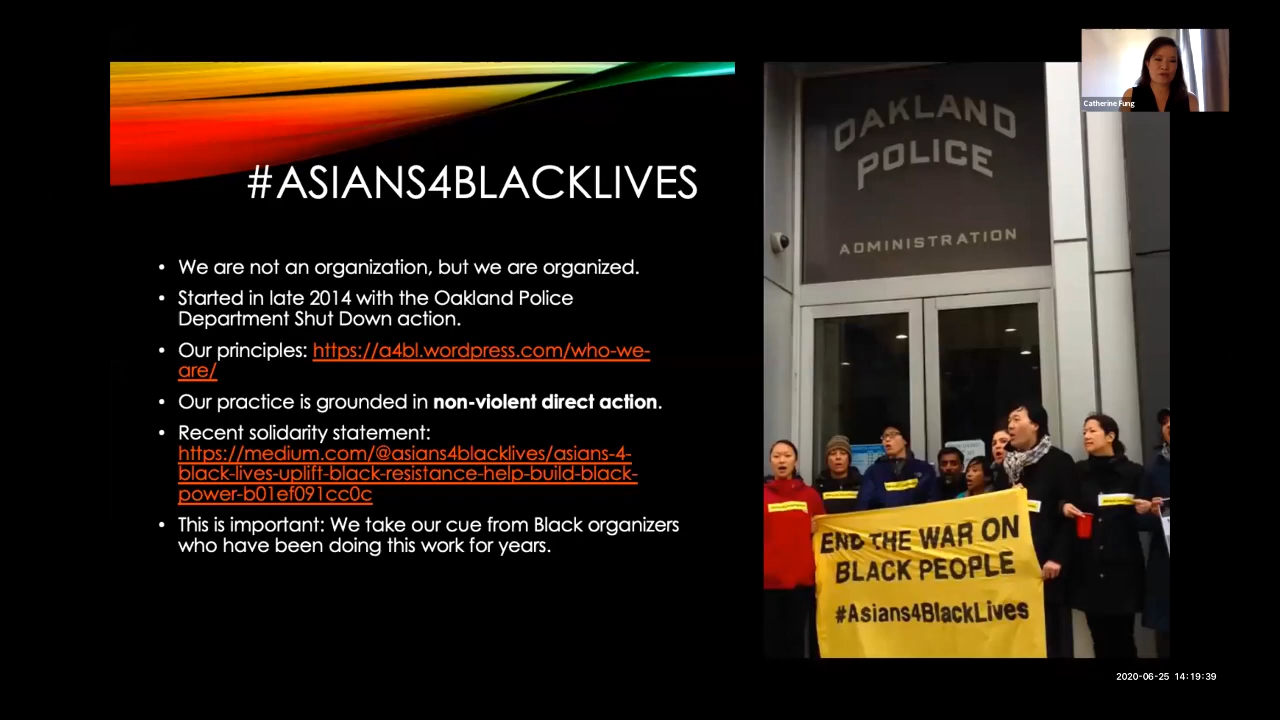 Catherine Fung
#ASIANS4BLACKLIVES
• We are not an organization, but we are organized.
• Started in late 2014 with the Oakland Police
Department Shut Down action.
• Our principles: https://a4bl.wordpress.com/who-we-
are/
• Our practice is grounded in non-violent direct action.
• Recent solidarity statement:
https://medium.com/@asians4blacklives/asians-4-
black-lives-uplift-black-resistance-help-build-black-
power-b01ef091cc0c
• This is important: We take our cue from Black organizers
who have been doing this work for years.
OAKLAND
POLICE
ADMINISTRATION
END THE WAR ON
BLACK PEOPLE
#Asians4BlackLives
2020-06-25 14:19:39